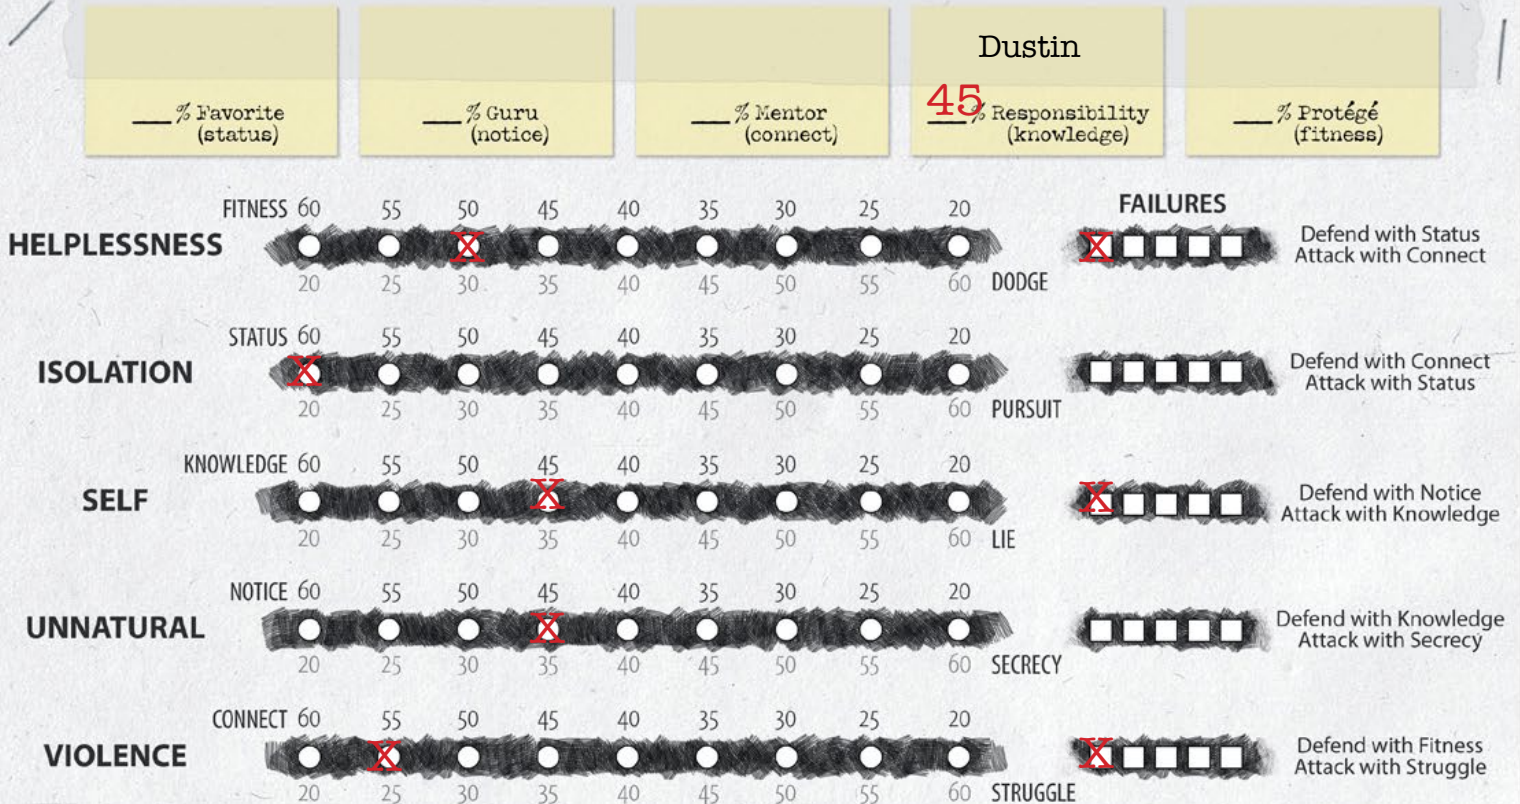 Dustin
___% Favorite
(status)
___% Guru
(notice)
___% Mentor
(connect)
45% Responsibility
(knowledge)
___% Protégé
(fitness)
FITNESS 60 55 50 45 40 35 30 25 20
FAILURES
HELPLESSNESS
X X
Defend with Status
Attack with Connect
20 25 30 35 40 45 50 55 60 DODGE
STATUS 60 55 50 45 40 35 30 25 20
ISOLATION
X
Defend with Connect
Attack with Status
20 25 30 35 40 45 50 55 60 PURSUIT
KNOWLEDGE 60 55 50 45 40 35 30 25 20
SELF
X X
Defend with Notice
Attack with Knowledge
20 25 30 35 40 45 50 55 60 LIE
NOTICE 60 55 50 45 40 35 30 25 20
UNNATURAL
X
Defend with Knowledge
Attack with Secrecy
20 25 30 35 40 45 50 55 60 SECRECY
CONNECT 60 55 50 45 40 35 30 25 20
VIOLENCE
X X
Defend with Fitness
Attack with Struggle
20 25 30 35 40 45 50 55 60 STRUGGLE